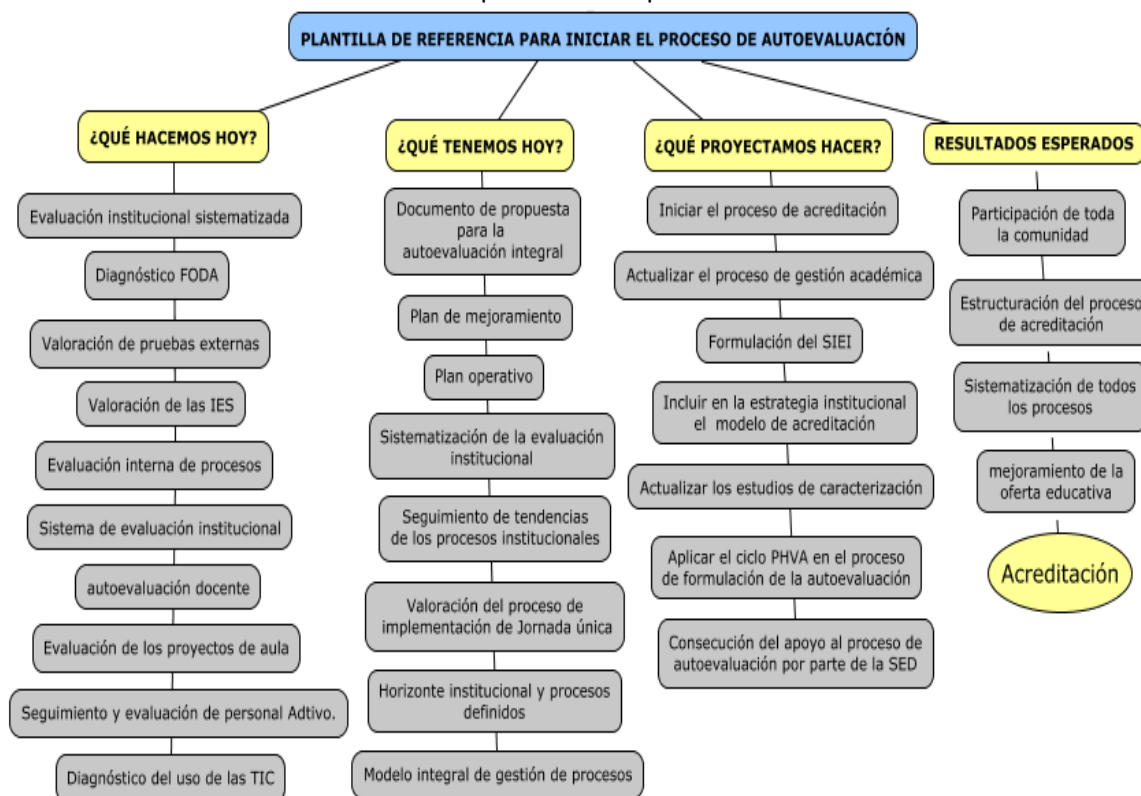 PLANTILLA DE REFERENCIA PARA INICIAR EL PROCESO DE AUTOEVALUACIÓN
¿QUÉ HACEMOS HOY?
Evaluación institucional sistematizada
Diagnóstico FODA
Valoración de pruebas externas
Valoración de las IES
Evaluación interna de procesos
Sistema de evaluación institucional
autoevaluación docente
Evaluación de los proyectos de aula
Seguimiento y evaluación de personal Adtivo.
Diagnóstico del uso de las TIC
¿QUÉ TENEMOS HOY?
Documento de propuesta
para la
autoevaluación integral
Plan de mejoramiento
Plan operativo
Sistematización de la evaluación
institucional
Seguimiento de tendencias
de los procesos institucionales
Valoración del proceso de
implementación de Jornada única
Horizonte institucional y procesos
definidos
Modelo integral de gestión de procesos
¿QUÉ PROYECTAMOS HACER?
Iniciar el proceso de acreditación
Actualizar el proceso de gestión académica
Formulación del SIEI
Incluir en la estrategia institucional
el modelo de acreditación
Actualizar los estudios de caracterización
Aplicar el ciclo PHVA en el proceso
de formulación de la autoevaluación
Consecución del apoyo al proceso de
autoevaluación por parte de la SED
RESULTADOS ESPERADOS
Participación de toda
la comunidad
Estructuración del proceso
de acreditación
Sistematización de todos
los procesos
mejoramiento de la
oferta educativa
Acreditación